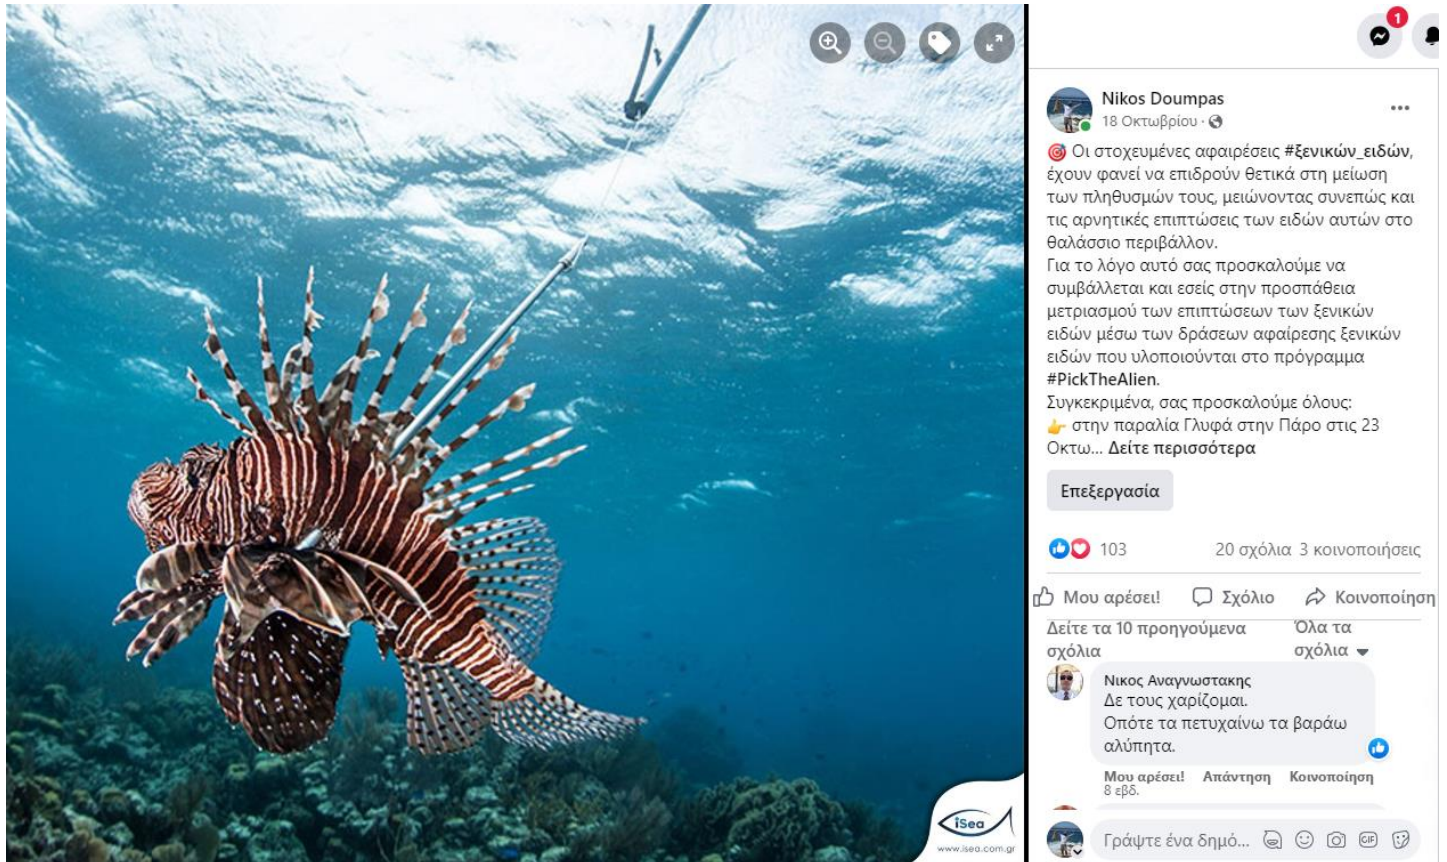 iSea
www.isea.com.gr
1
Nikos Doumpas
18 Οκτωβρίου ·
Οι στοχευμένες αφαιρέσεις #ξενικών_ειδών,
έχουν φανεί να επιδρούν θετικά στη μείωση
των πληθυσμών τους, μειώνοντας συνεπώς και
τις αρνητικές επιπτώσεις των ειδών αυτών στο
θαλάσσιο περιβάλλον.
Για το λόγο αυτό σας προσκαλούμε να
συμβάλλεται και εσείς στην προσπάθεια
μετριασμού των επιπτώσεων των ξενικών
ειδών μέσω των δράσεων αφαίρεσης ξενικών
ειδών που υλοποιούνται στο πρόγραμμα
#PickTheAlien.
Συγκεκριμένα, σας προσκαλούμε όλους:
στην παραλία Γλυφά στην Πάρο στις 23
Οκτω... Δείτε περισσότερα
Επεξεργασία
103 20 σχόλια 3 κοινοποιήσεις
Μου αρέσει! Σχόλιο Κοινοποίηση
Δείτε τα 10 προηγούμενα Όλα τα
σχόλια σχόλια
Νικος Αναγνωστακης
Δε τους χαρίζομαι.
Οπότε τα πετυχαίνω τα βαράω
αλύπητα.
Μου αρέσει! Απάντηση Κοινοποίηση
8 εβδ.
Γράψτε ένα δημό... GIF